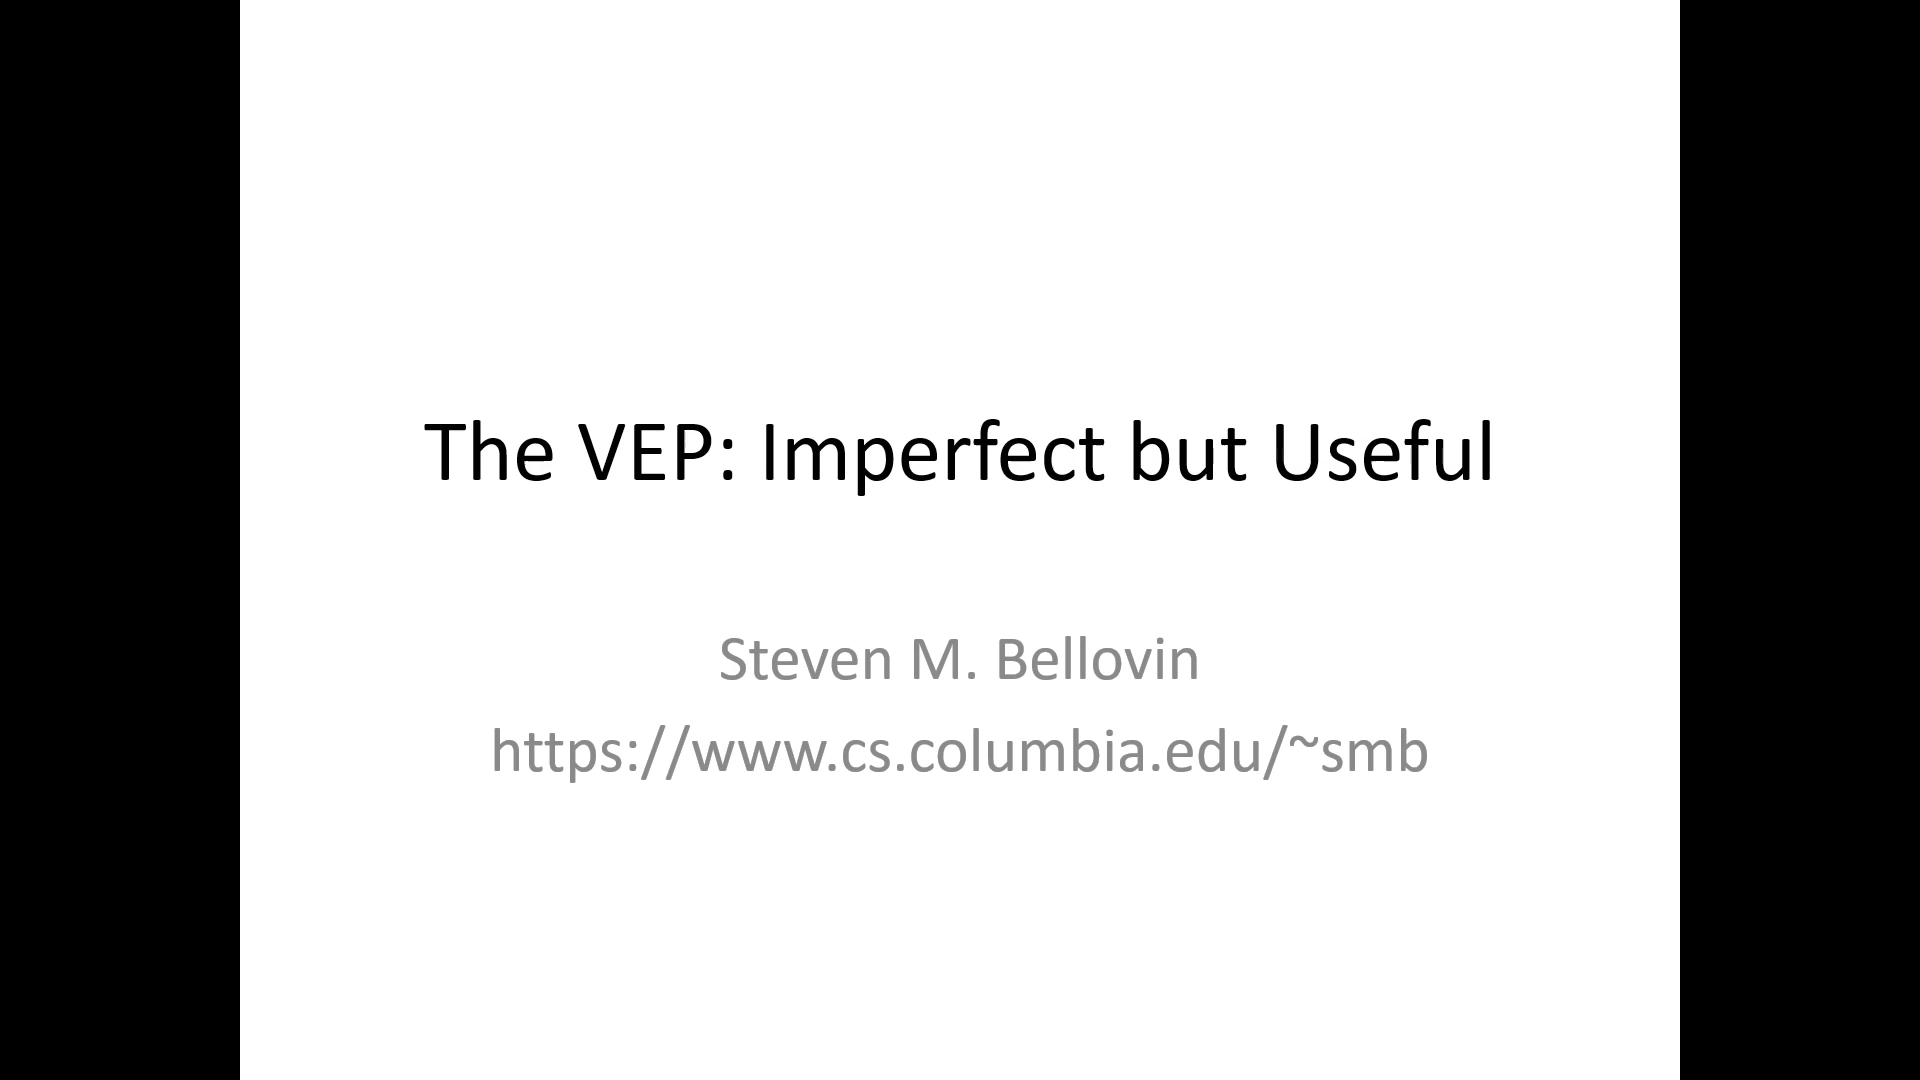 The VEP: Imperfect but Useful
Steven M. Bellovin
https://www.cs.columbia.edu/~smb